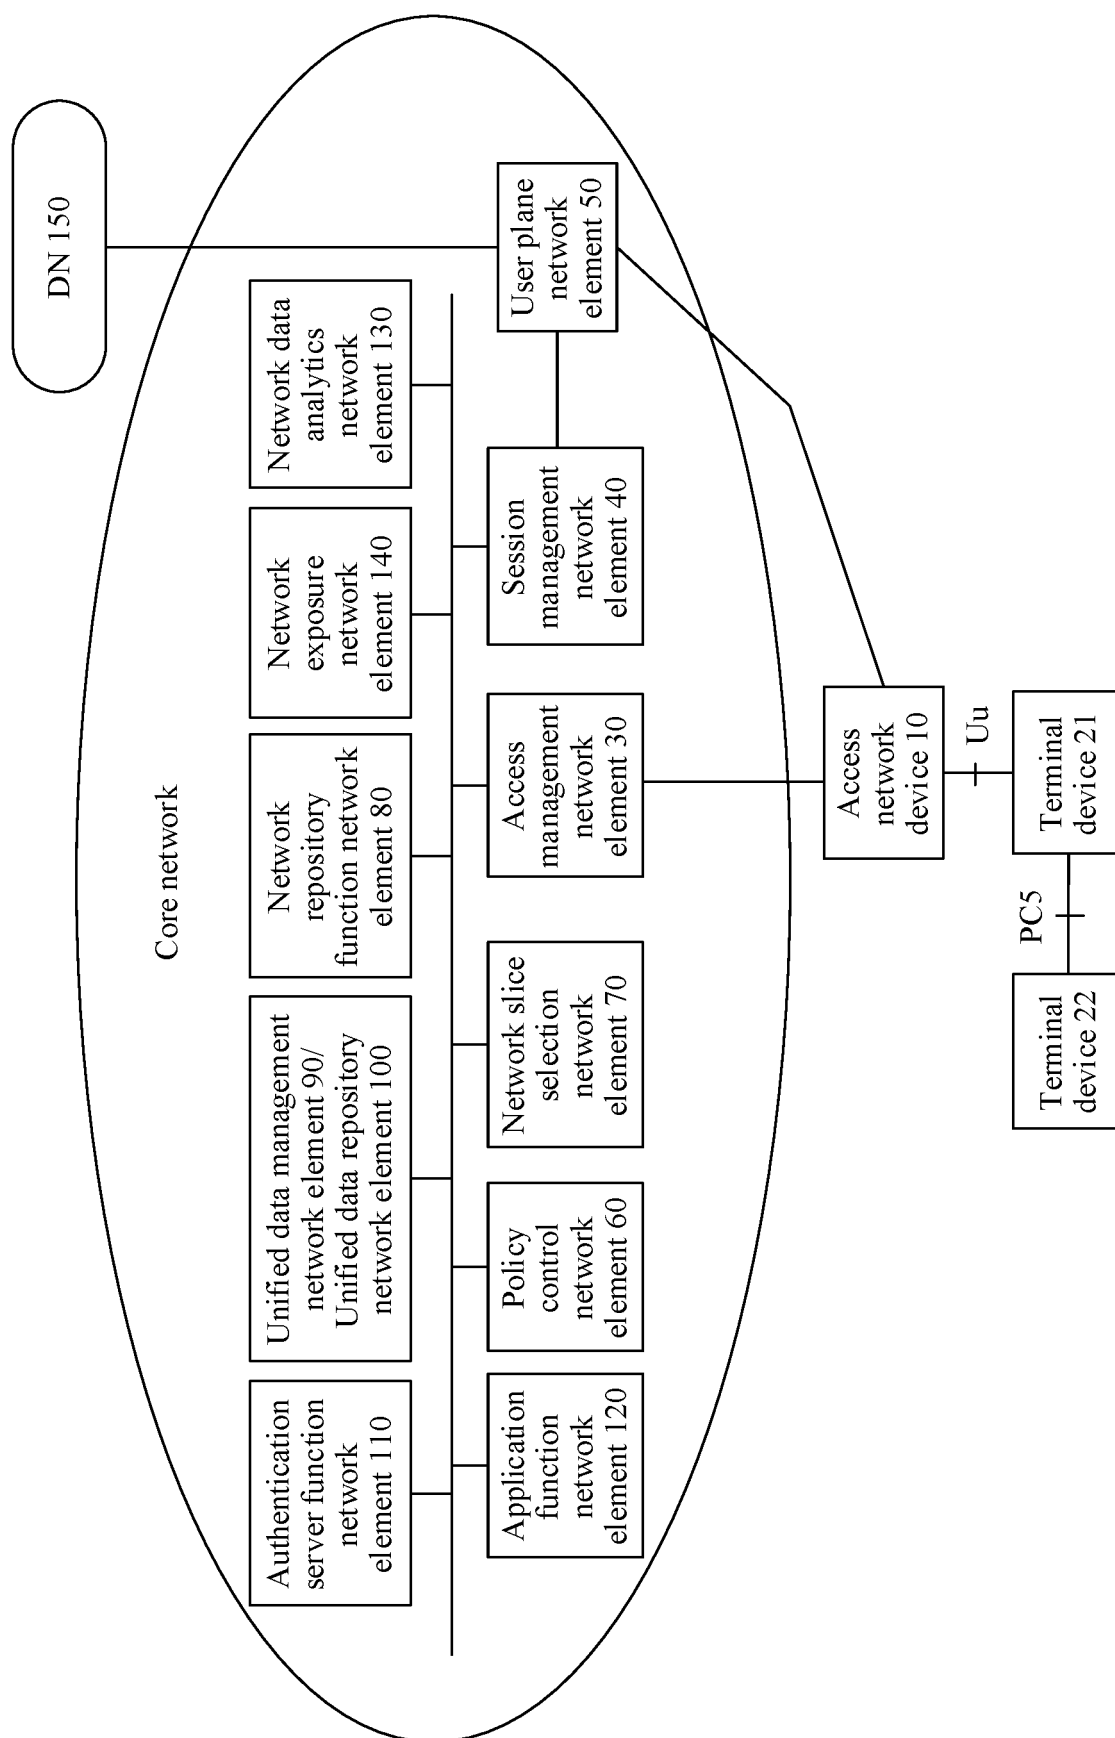 Core network
DN 150
Authentication
server function
network
element 110
Unified data management
network element 90/
Unified data repository
network element 100
Network
repository
function network
element 80
Network
exposure
network
element 140
Network data
analytics
network
element 130
Application
function
network
element 120
Policy
control
network
element 60
Network slice
selection
network
element 70
Access
management
network
element 30
Session
management
network
element 40
User plane
network
element 50
Access
network
device 10
Uu
Terminal
device 22
PC5
Terminal
device 21